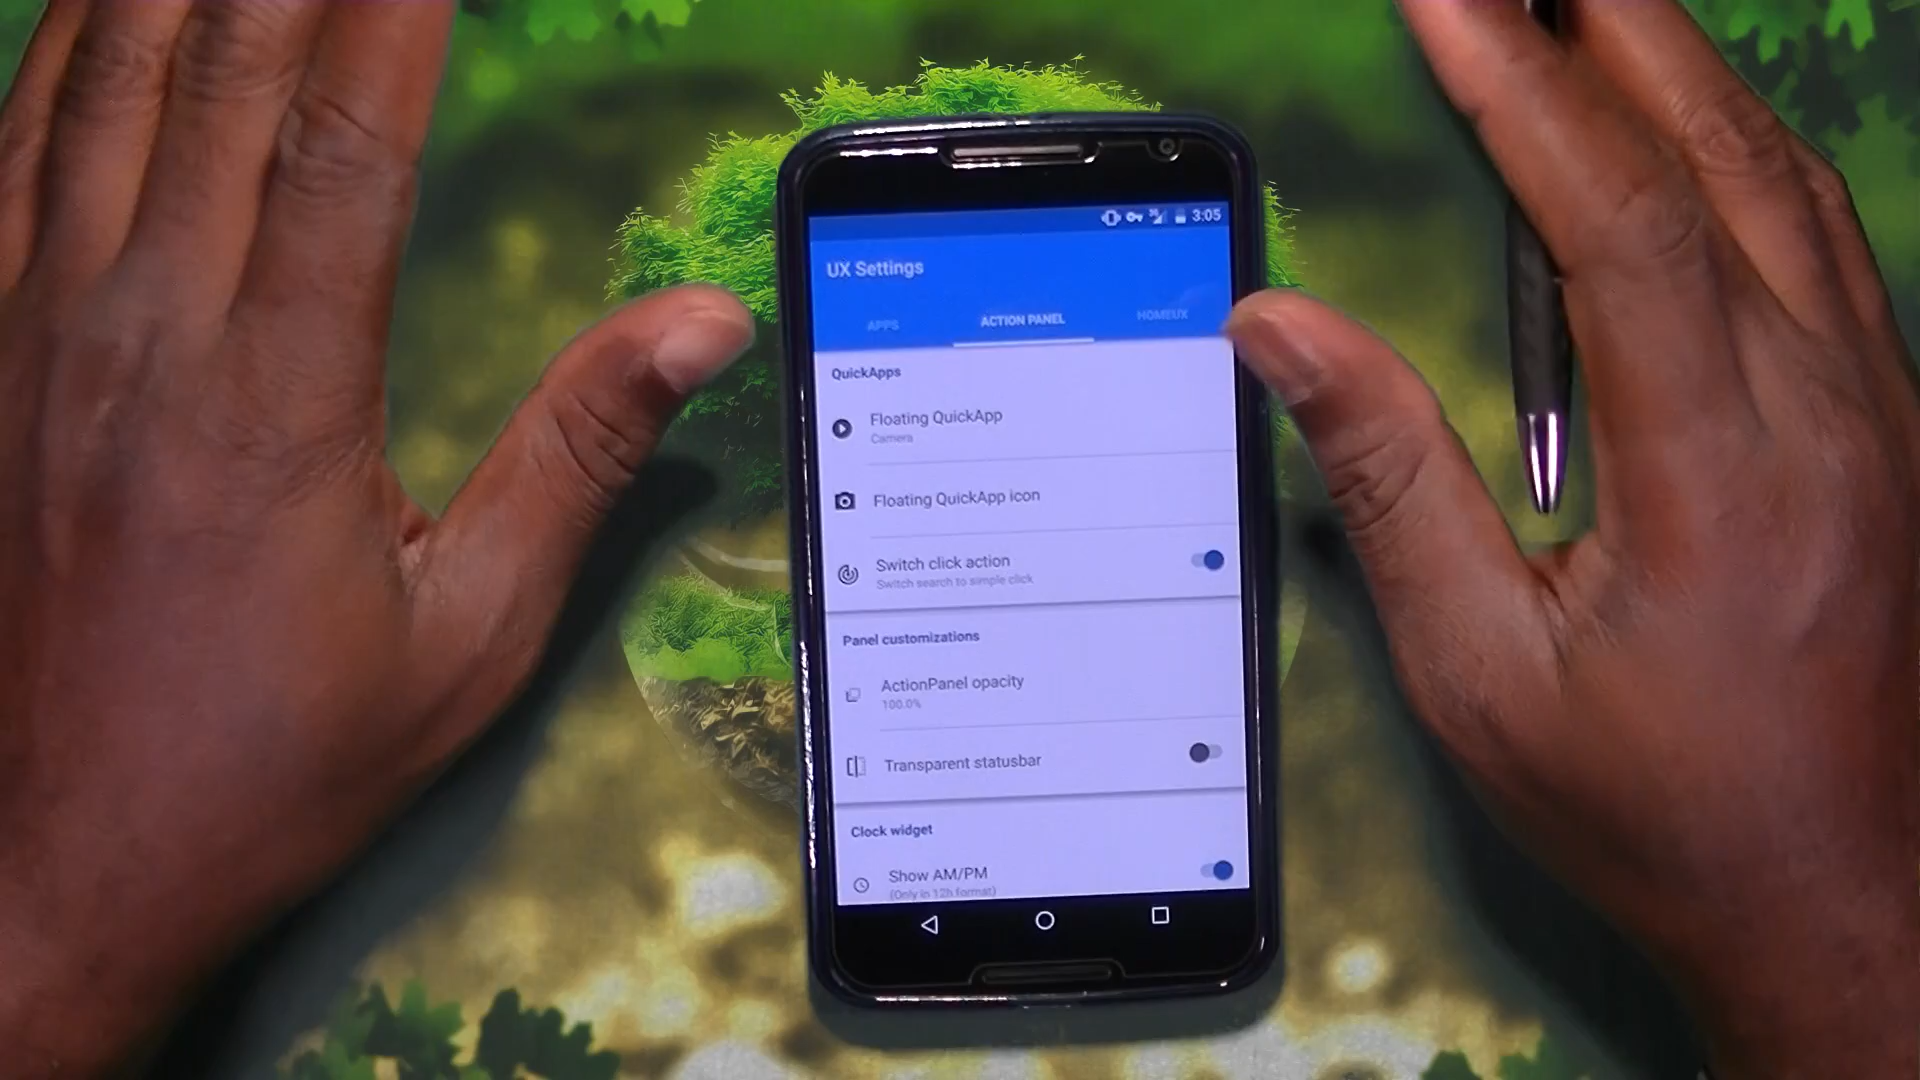 3:05
UX Settings
APPS ACTION PANEL HOMEUX
QuickApps
Floating QuickApp
Camera
Floating QuickApp icon
Switch click action
Switch search to simple click
Panel customizations
ActionPanel opacity
100.0%
Transparent statusbar
Clock widget
Show AM/PM
(Only in 12h format)